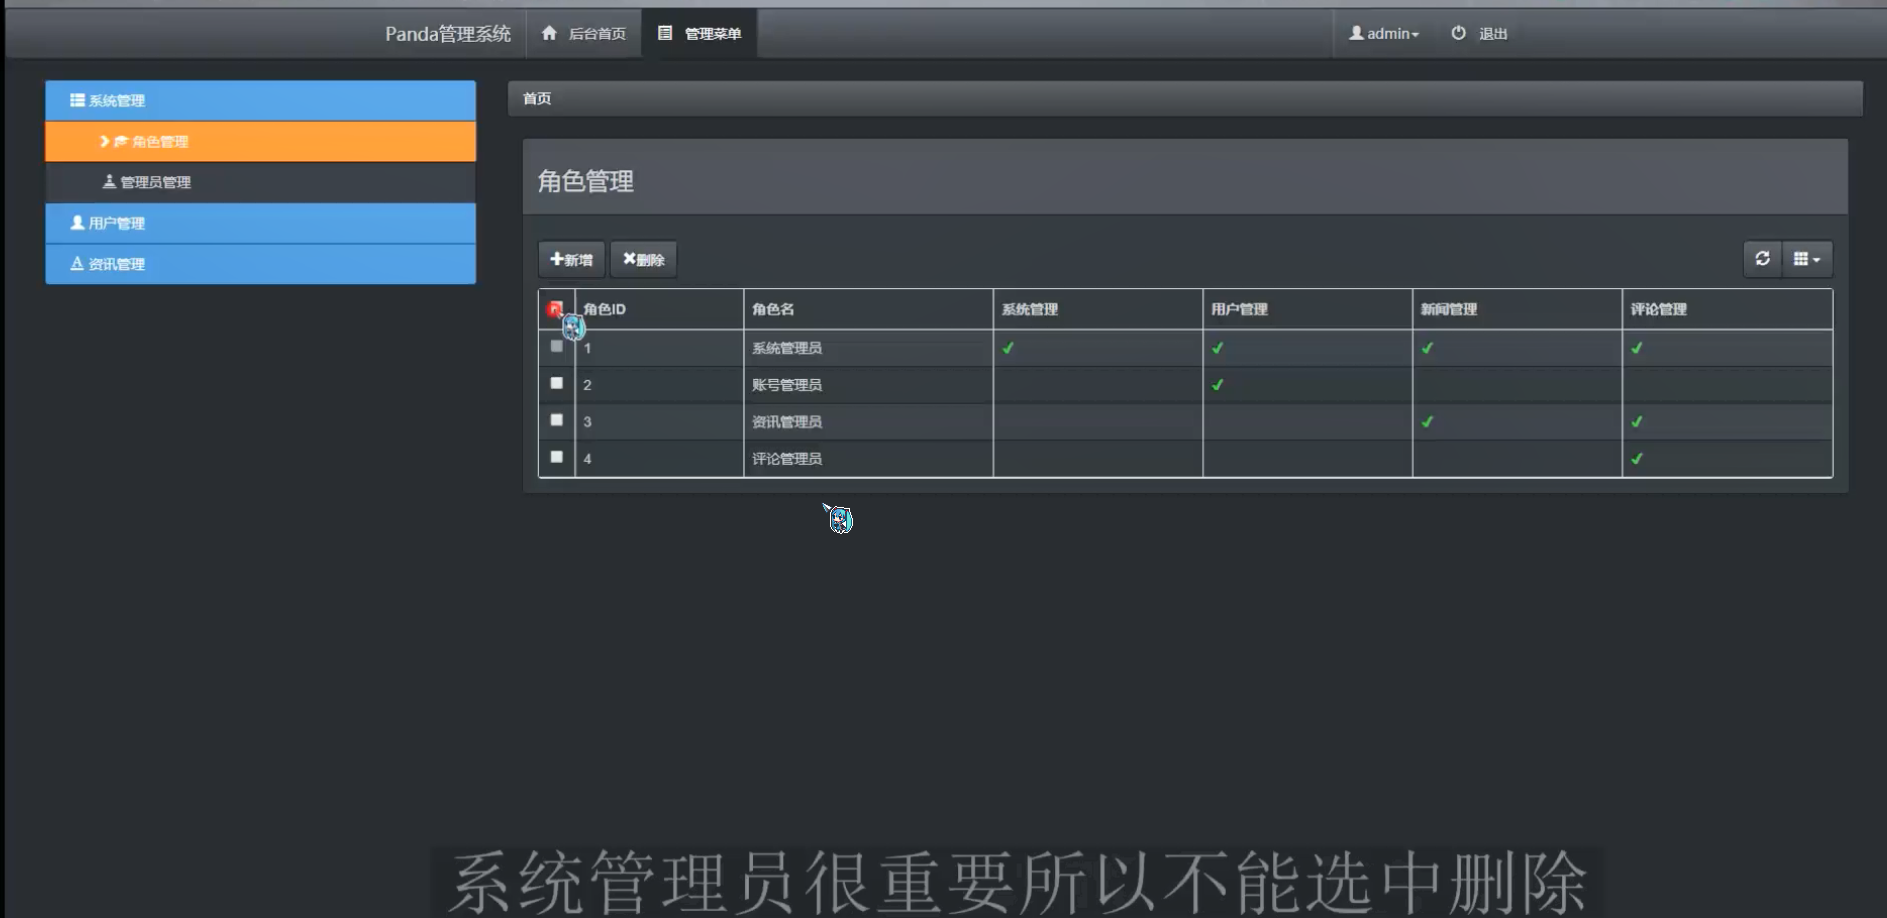 Panda管理系统 后台首页 管理菜单 admin 退出
系统管理
角色管理
管理员管理
用户管理
资讯管理
首页
角色管理
新增 删除
角色ID 角色名 系统管理 用户管理 新闻管理 评论管理
1 系统管理员 ✓ ✓ ✓ ✓
2 账号管理员 ✓
3 资讯管理员 ✓ ✓
4 评论管理员 ✓
系统管理员很重要所以不能选中删除